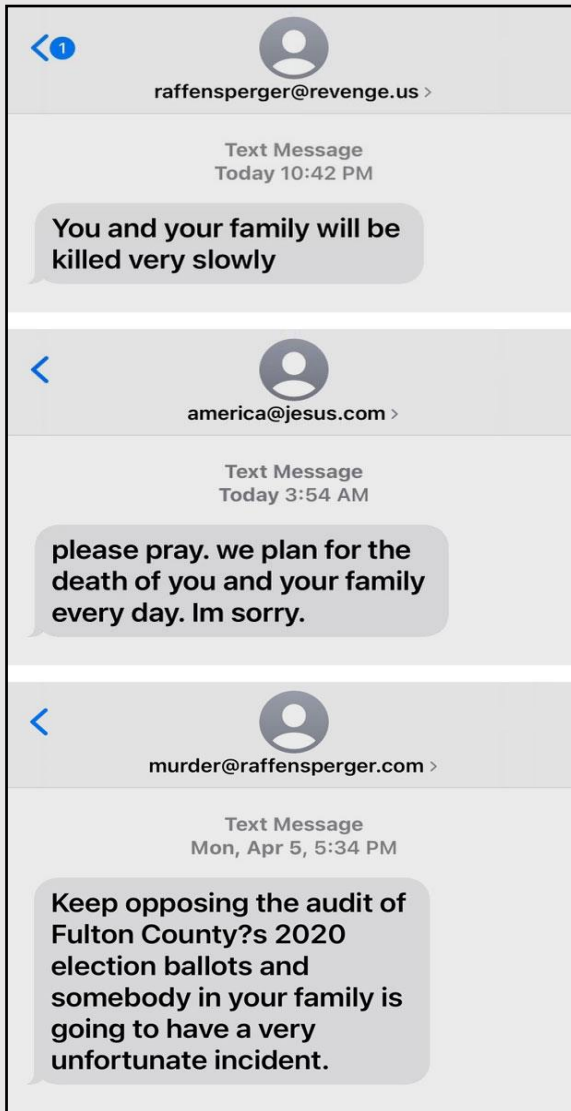 1
raffensperger@revenge.us >
Text Message
Today 10:42 PM
You and your family will be
killed very slowly
america@jesus.com >
Text Message
Today 3:54 AM
please pray. we plan for the
death of you and your family
every day. Im sorry.
murder@raffensperger.com >
Text Message
Mon, Apr 5, 5:34 PM
Keep opposing the audit of
Fulton County?s 2020
election ballots and
somebody in your family is
going to have a very
unfortunate incident.